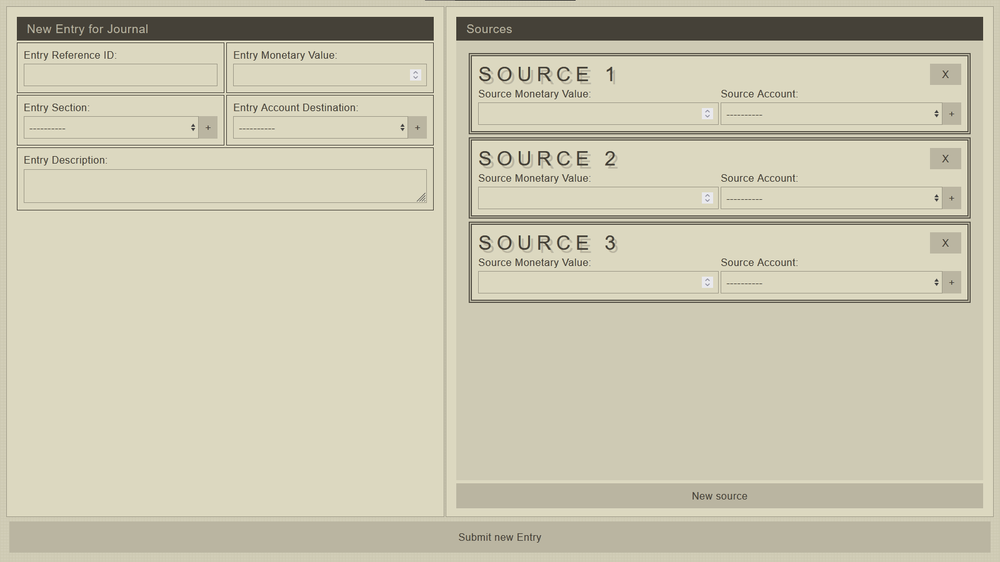 New Entry for Journal
Entry Reference ID:
Entry Monetary Value:
Entry Section:
----------
+
Entry Account Destination:
----------
+
Entry Description:
Sources
SOURCE 1
X
Source Monetary Value:
Source Account:
----------
+
SOURCE 2
X
Source Monetary Value:
Source Account:
----------
+
SOURCE 3
X
Source Monetary Value:
Source Account:
----------
+
New source
Submit new Entry